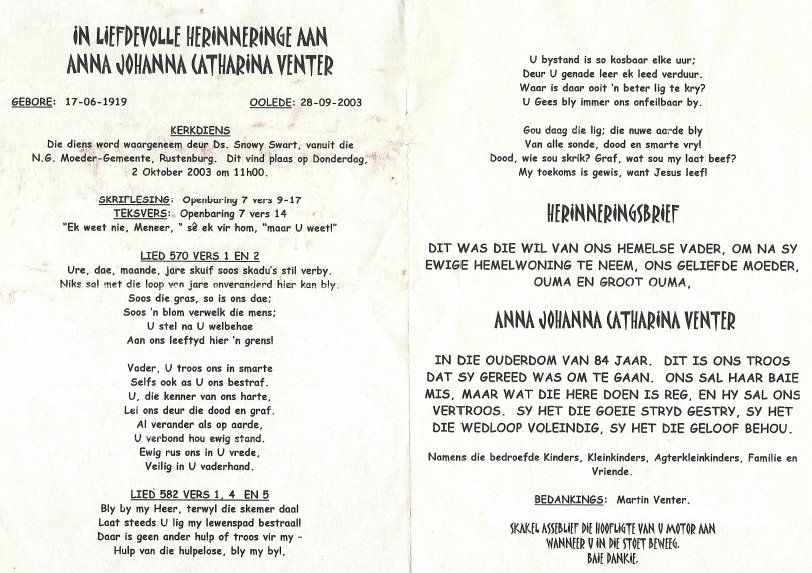 IN LIEFDEVOLLE HERINNERINGE AAN
ANNA JOHANNA CATHARINA VENTER
GEBORE: 17-06-1919 OOLEDE: 28-09-2003
KERKDIENS
Die diens word waargeneem deur Ds. Snowy Swart, vanuit die
N.G. Moeder-Gemeente, Rustenburg. Dit vind plaas op Donderdag,
2 Oktober 2003 om 11h00.
SKRIFLESING: Openbaring 7 vers 9-17
TEKSVERS: Openbaring 7 vers 14
"Ek weet nie, Meneer, " sê ek vir hom, "maar U weet!"
LIED 570 VERS 1 EN 2
Ure, dae, maande, jare skuif soos skadu's stil verby.
Niks sal met die loop van jare onveranderd hier kan bly.
Soos die gras, so is ons dae;
Soos 'n blom verwelk die mens;
U stel na U welbehae
Aan ons leeftyd hier 'n grens!
Vader, U troos ons in smarte
Selfs ook as U ons bestraf.
U, die kenner van ons harte,
Lei ons deur die dood en graf.
Al verander als op aarde,
U verbond hou ewig stand.
Ewig rus ons in U vrede,
Veilig in U vaderhand.
LIED 582 VERS 1, 4 EN 5
Bly by my Heer, terwyl die skemer daal
Laat steeds U lig my lewenspad bestraal!
Daar is geen ander hulp of troos vir my –
Hulp van die hulpelose, bly my by!,
U bystand is so kosbaar elke uur;
Deur U genade leer ek leed verduur.
Waar is daar ooit 'n beter lig te kry?
U Gees bly immer ons onfeilbaar by.
Gou daag die lig; die nuwe aarde bly
Van alle sonde, dood en smarte vry!
Dood, wie sou skrik? Graf, wat sou my laat beef?
My toekoms is gewis, want Jesus leef!
HERINNERINGSBRIEF
DIT WAS DIE WIL VAN ONS HEMELSE VADER, OM NA SY
EWIGE HEMELWONING TE NEEM, ONS GELIEFDE MOEDER,
OUMA EN GROOT OUMA,
ANNA JOHANNA CATHARINA VENTER
IN DIE OUDERDOM VAN 84 JAAR. DIT IS ONS TROOS
DAT SY GEREED WAS OM TE GAAN. ONS SAL HAAR BAIE
MIS, MAAR WAT DIE HERE DOEN IS REG, EN HY SAL ONS
VERTROOS. SY HET DIE GOEIE STRYD GESTRY, SY HET
DIE WEDLOOP VOLEINDIG, SY HET DIE GELOOF BEHOU.
Namens die bedroefde Kinders, Kleinkinders, Agterkleinkinders, Familie en
Vriende.
BEDANKINGS: Martin Venter.
SKAKEL ASSEBLIEF DIE HOOFLIGTE VAN U MOTOR AAN
WANNEER U IN DIE STOET BEWEEG.
BAIE DANKIE.